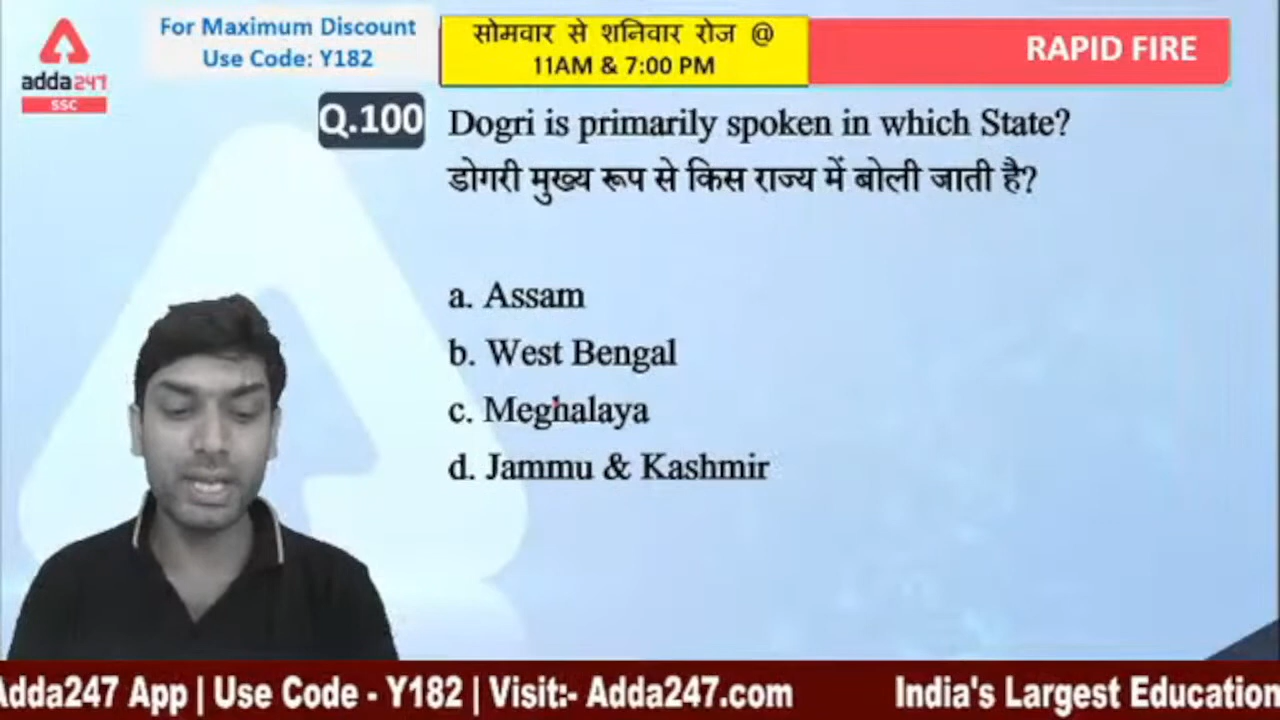 adda247
SSC
For Maximum Discount
Use Code: Y182
सोमवार से शनिवार रोज @
11AM & 7:00 PM
RAPID FIRE
Q.100 Dogri is primarily spoken in which State?
डोगरी मुख्य रूप से किस राज्य में बोली जाती है?
a. Assam
b. West Bengal
c. Meghalaya
d. Jammu & Kashmir
Adda247 App | Use Code - Y182 | Visit:- Adda247.com India's Largest Education